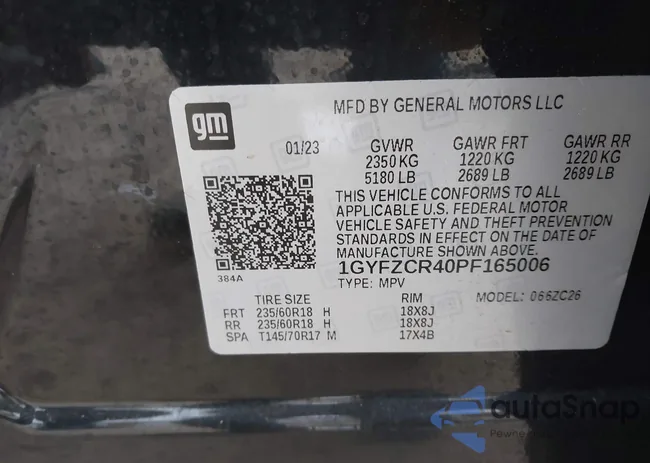 gm
MFD BY GENERAL MOTORS LLC
01/23 GVWR GAWR FRT GAWR RR
2350 KG 1220 KG 1220 KG
5180 LB 2689 LB 2689 LB
THIS VEHICLE CONFORMS TO ALL
APPLICABLE U.S. FEDERAL MOTOR
VEHICLE SAFETY AND THEFT PREVENTION
STANDARDS IN EFFECT ON THE DATE OF
MANUFACTURE SHOWN ABOVE.
384A 1GYFZCR40PF165006
TYPE: MPV MODEL: 066ZC26
TIRE SIZE RIM
FRT 235/60R18 H 18X8J
RR 235/60R18 H 18X8J
SPA T145/70R17 M 17X4B
autoSnap